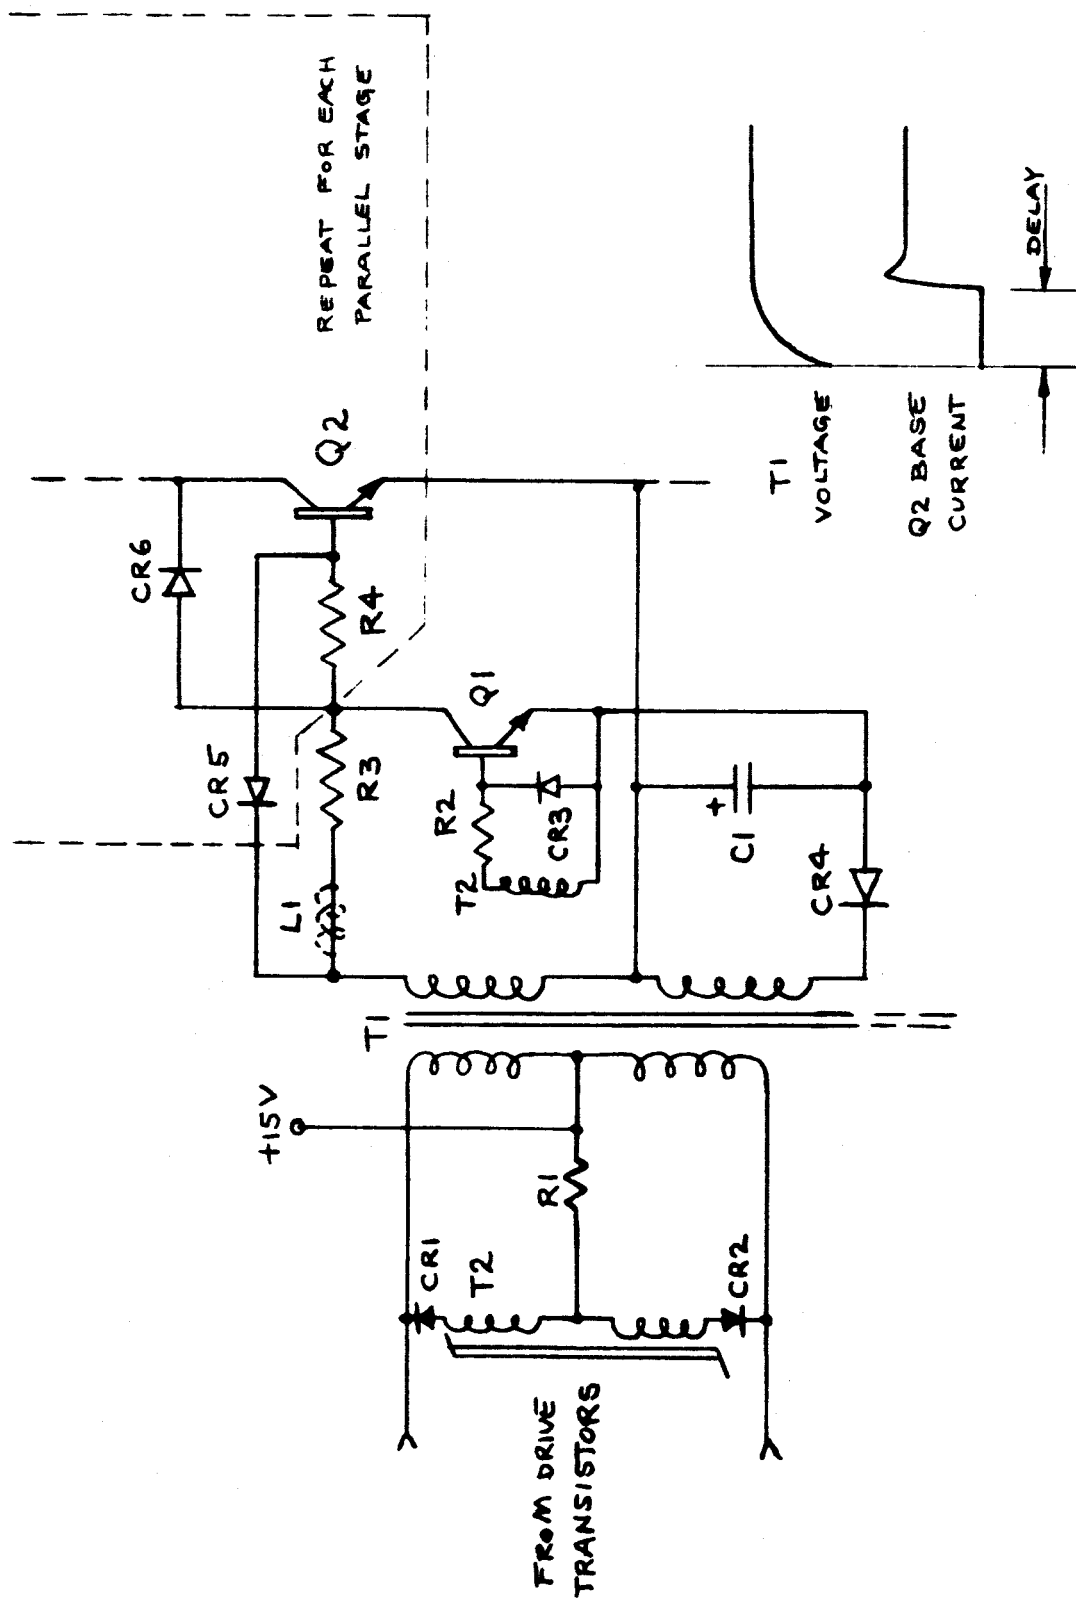 FROM DRIVE
TRANSISTORS
+15V
CR1
T2
R1
CR2
T1
L1
CR5
R3
T2
R2
CR3
C1
+
CR4
CR6
R4
Q1
Q2
REPEAT FOR EACH
PARALLEL STAGE
T1
VOLTAGE
Q2 BASE
CURRENT
DELAY